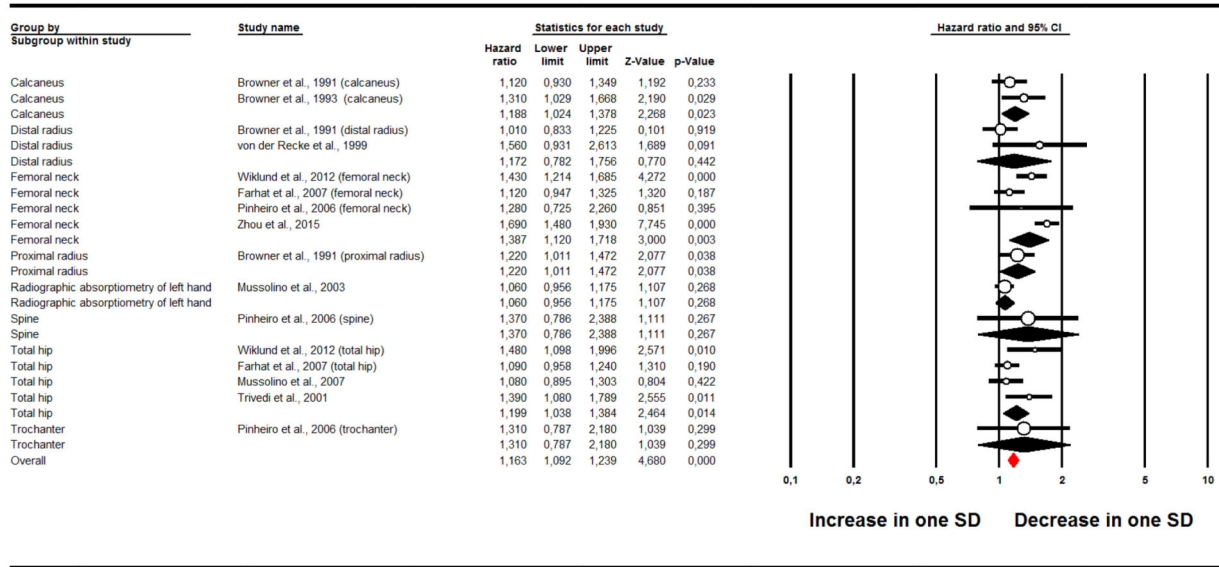 Group by Study name Statistics for each study Hazard ratio and 95% CI
Subgroup within study
Hazard Lower Upper
ratio limit limit Z-Value p-Value
Calcaneus Browner et al., 1991 (calcaneus) 1,120 0,930 1,349 1,192 0,233
Calcaneus Browner et al., 1993 (calcaneus) 1,310 1,029 1,668 2,190 0,029
Calcaneus 1,188 1,024 1,378 2,268 0,023
Distal radius Browner et al., 1991 (distal radius) 1,010 0,833 1,225 0,101 0,919
Distal radius von der Recke et al., 1999 1,560 0,931 2,613 1,689 0,091
Distal radius 1,172 0,782 1,756 0,770 0,442
Femoral neck Wiklund et al., 2012 (femoral neck) 1,430 1,214 1,685 4,272 0,000
Femoral neck Farhat et al., 2007 (femoral neck) 1,120 0,947 1,325 1,320 0,187
Femoral neck Pinheiro et al., 2006 (femoral neck) 1,280 0,725 2,260 0,851 0,395
Femoral neck Zhou et al., 2015 1,690 1,480 1,930 7,745 0,000
Femoral neck 1,387 1,120 1,718 3,000 0,003
Proximal radius Browner et al., 1991 (proximal radius) 1,220 1,011 1,472 2,077 0,038
Proximal radius 1,220 1,011 1,472 2,077 0,038
Radiographic absorptiometry of left hand Mussolino et al., 2003 1,060 0,956 1,175 1,107 0,268
Radiographic absorptiometry of left hand 1,060 0,956 1,175 1,107 0,268
Spine Pinheiro et al., 2006 (spine) 1,370 0,786 2,388 1,111 0,267
Spine 1,370 0,786 2,388 1,111 0,267
Total hip Wiklund et al., 2012 (total hip) 1,480 1,098 1,996 2,571 0,010
Total hip Farhat et al., 2007 (total hip) 1,090 0,958 1,240 1,310 0,190
Total hip Mussolino et al., 2007 1,080 0,895 1,303 0,804 0,422
Total hip Trivedi et al., 2001 1,390 1,080 1,789 2,555 0,011
Total hip 1,199 1,038 1,384 2,464 0,014
Trochanter Pinheiro et al., 2006 (trochanter) 1,310 0,787 2,180 1,039 0,299
Trochanter 1,310 0,787 2,180 1,039 0,299
Overall 1,163 1,092 1,239 4,680 0,000
0,1 0,2 0,5 1 2 5 10
Increase in one SD Decrease in one SD